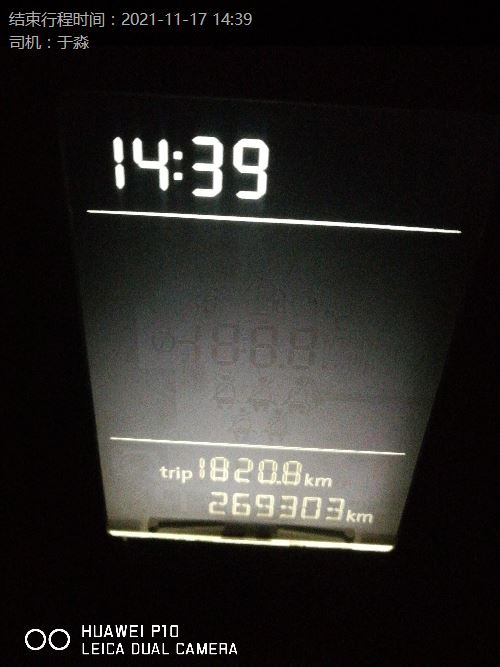 结束行程时间：2021-11-17 14:39
司机：于淼
14:39
trip 1820.8 km
269303 km
HUAWEI P10
LEICA DUAL CAMERA